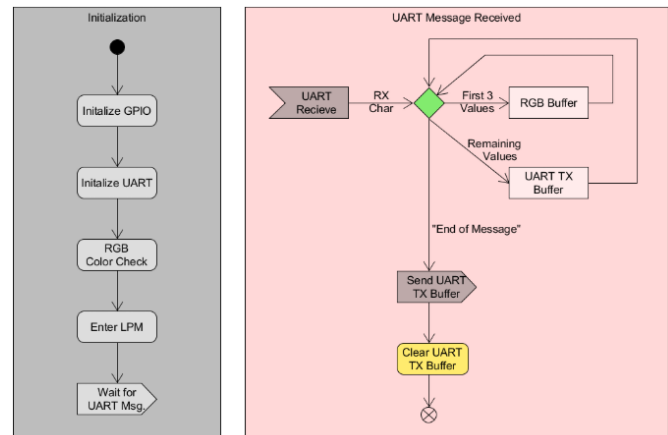 Initialization
Initalize GPIO
Initalize UART
RGB
Color Check
Enter LPM
Wait for
UART Msg.
UART Message Received
UART
Recieve
RX
Char
First 3
Values
RGB Buffer
Remaining
Values
UART TX
Buffer
"End of Message"
Send UART
TX Buffer
Clear UART
TX Buffer